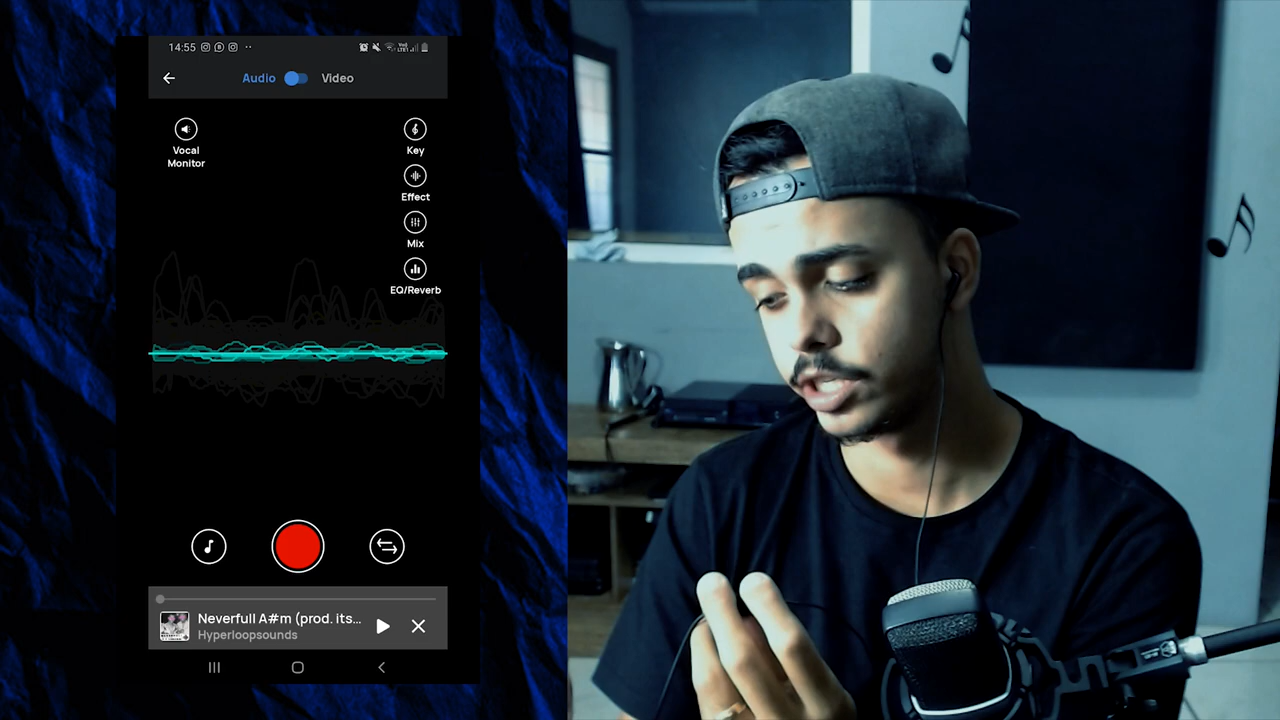 14:55
Audio Video
Vocal
Monitor
Key
Effect
Mix
EQ/Reverb
Neverfull A#m (prod. its...
Hyperloopsounds